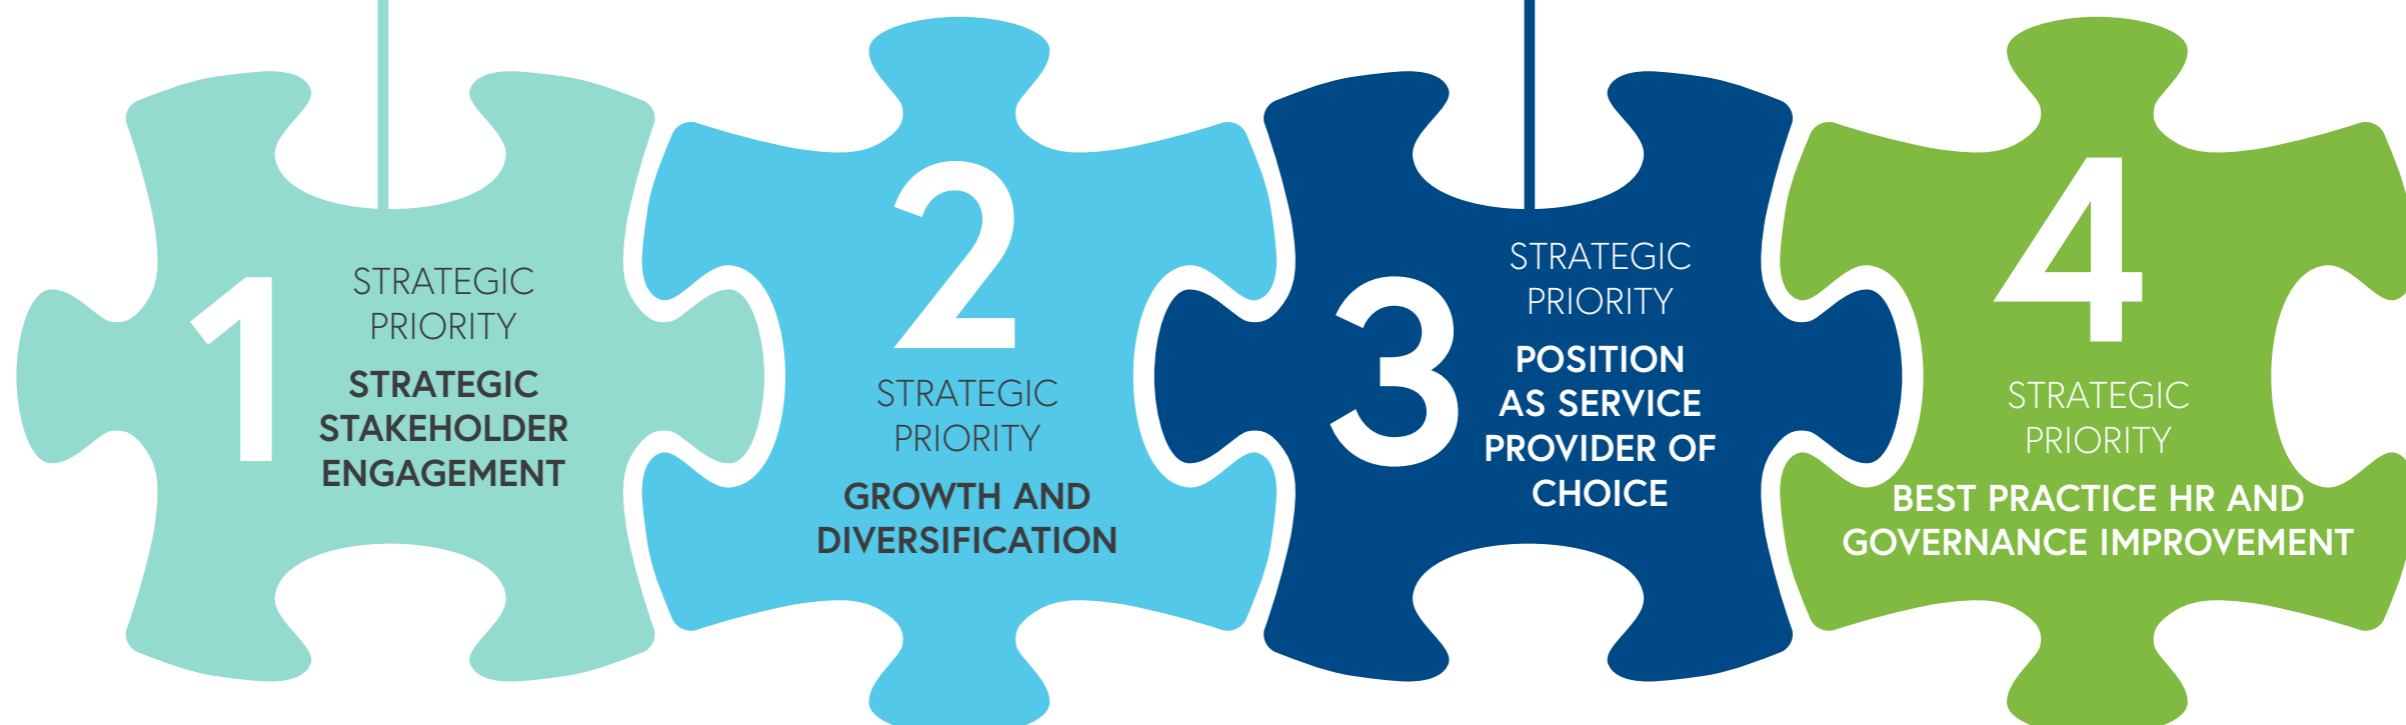 1
STRATEGIC
PRIORITY
STRATEGIC
STAKEHOLDER
ENGAGEMENT
2
STRATEGIC
PRIORITY
GROWTH AND
DIVERSIFICATION
3
STRATEGIC
PRIORITY
POSITION
AS SERVICE
PROVIDER OF
CHOICE
4
STRATEGIC
PRIORITY
BEST PRACTICE HR AND
GOVERNANCE IMPROVEMENT